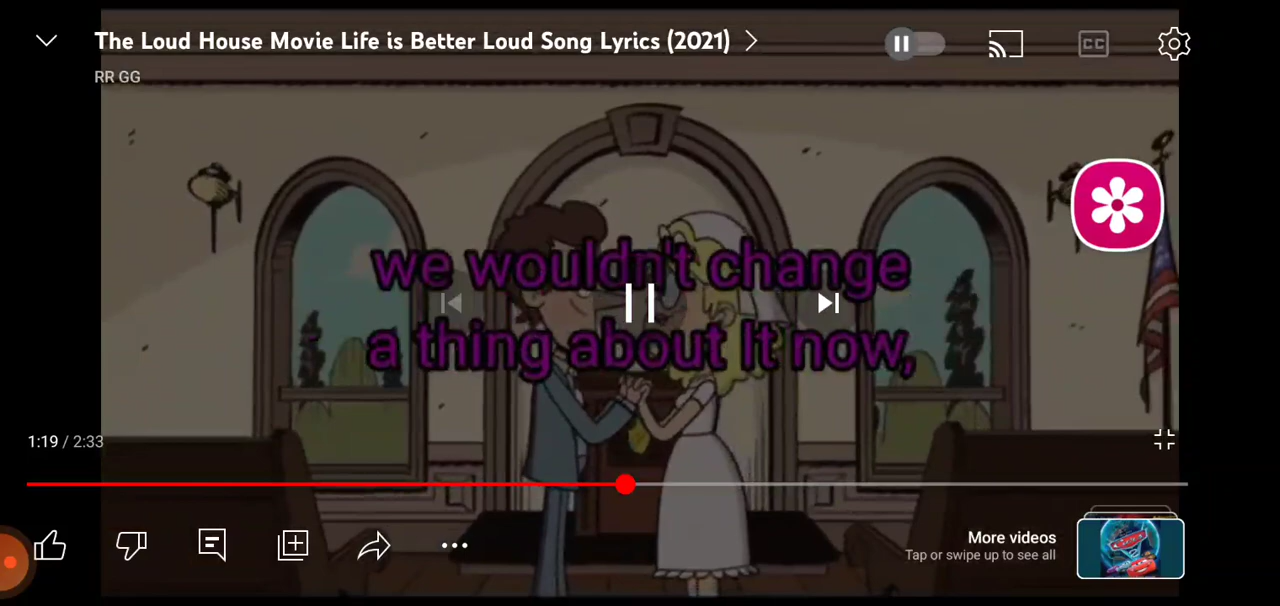 The Loud House Movie Life is Better Loud Song Lyrics (2021)
RR GG
CC
we wouldn't change
a thing about It now,
1:19 / 2:33
More videos
Tap or swipe up to see all